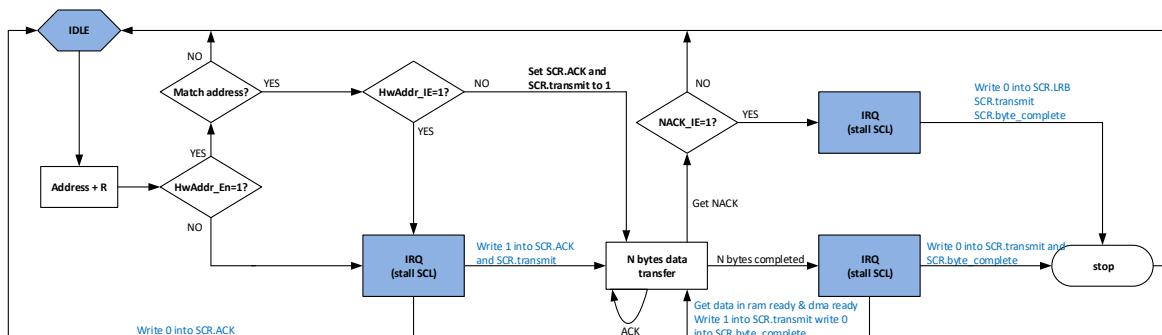 IDLE
NO
NO
Set SCR.ACK and
SCR.transmit to 1
NO
Write 0 into SCR.LRB
SCR.transmit
SCR.byte_complete
Match address?
YES
HwAddr_IE=1?
NACK_IE=1?
YES
IRQ
(stall SCL)
YES
YES
Address + R
HwAddr_En=1?
Get NACK
NO
IRQ
(stall SCL)
Write 1 into SCR.ACK
and SCR.transmit
N bytes data
transfer
N bytes completed
IRQ
(stall SCL)
Write 0 into SCR.transmit and
SCR.byte_complete
stop
Get data in ram ready & dma ready
Write 1 into SCR.transmit write 0
into SCR.byte_complete
Write 0 into SCR.ACK
ACK